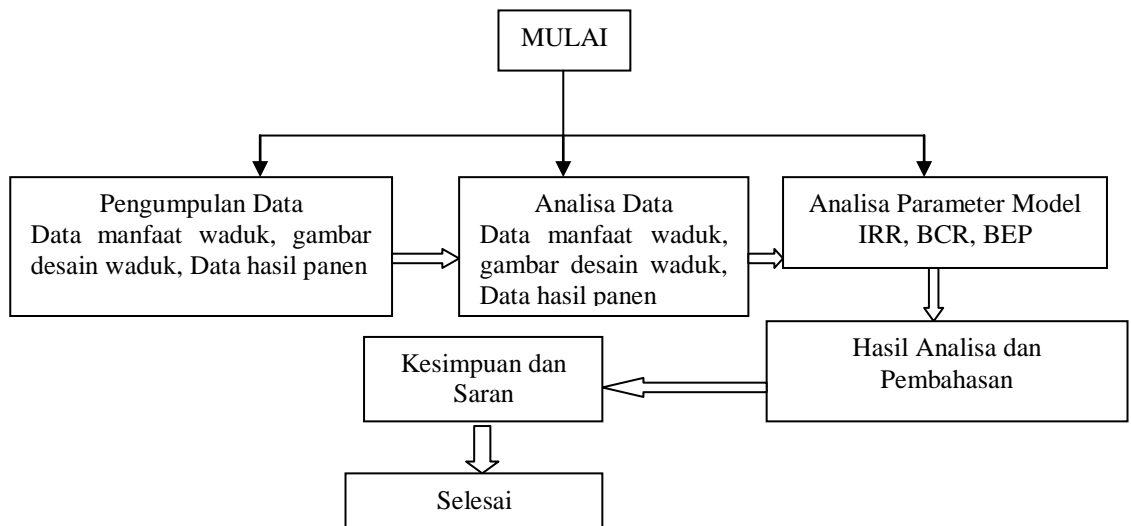 MULAI
Pengumpulan Data
Data manfaat waduk, gambar
desain waduk, Data hasil panen
Analisa Data
Data manfaat waduk,
gambar desain waduk,
Data hasil panen
Analisa Parameter Model
IRR, BCR, BEP
Hasil Analisa dan
Pembahasan
Kesimpuan dan
Saran
Selesai